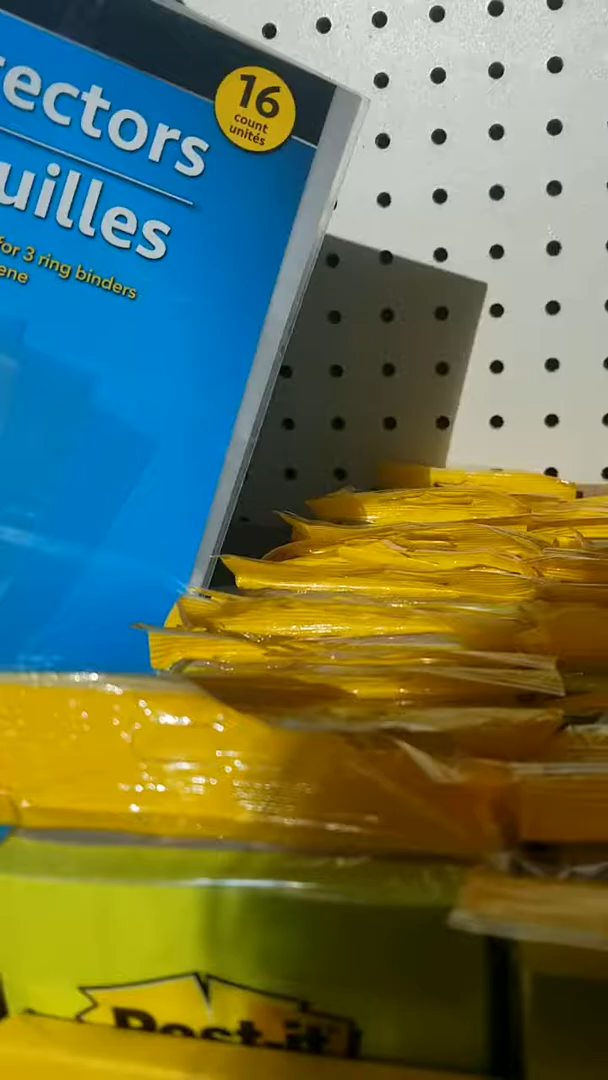 ectors
uilles
for 3 ring binders
ene
16
count
unités
Post-it